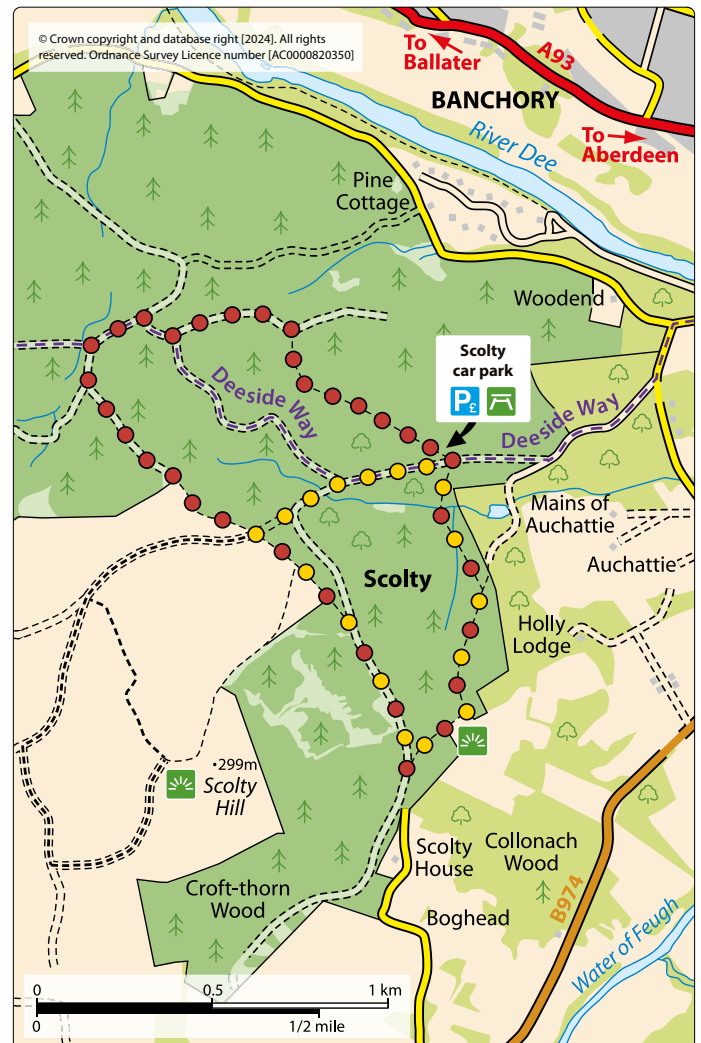 © Crown copyright and database right [2024]. All rights
reserved. Ordnance Survey Licence number [AC0000820350]
To
Ballater
A93
BANCHORY
To
Aberdeen
River Dee
Pine
Cottage
Woodend
Scolty
car park
P£
Deeside Way
Deeside Way
Mains of
Auchattie
Auchattie
Scolty
Holly
Lodge
•299m
Scolty
Hill
Scolty
House
Collonach
Wood
Croft-thorn
Wood
B974
Boghead
Water of Feugh
0 0.5 1 km
0 1/2 mile